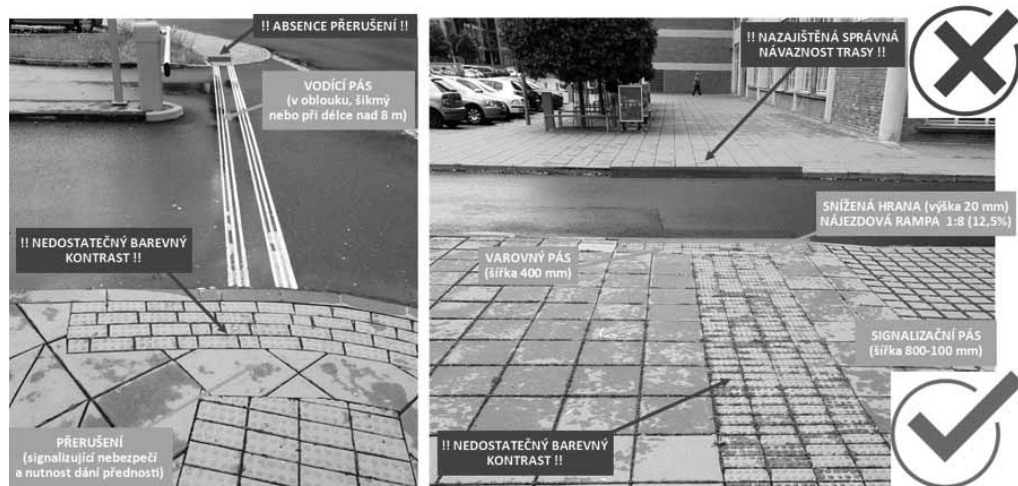 !! ABSENCE PŘERUŠENÍ !!
VODÍCÍ PÁS
(v oblouku, šikmý
nebo při délce nad 8 m)
!! NEDOSTATEČNÝ BAREVNÝ
KONTRAST !!
PŘERUŠENÍ
(signalizující nebezpečí
a nutnost dání přednosti)
!! NAZAJIŠTĚNÁ SPRÁVNÁ
NÁVAZNOST TRASY !!
SNÍŽENÁ HRANA (výška 20 mm)
NÁJEZDOVÁ RAMPA 1:8 (12,5%)
VAROVNÝ PÁS
(šířka 400 mm)
SIGNALIZAČNÍ PÁS
(šířka 800-100 mm)
!! NEDOSTATEČNÝ BAREVNÝ
KONTRAST !!